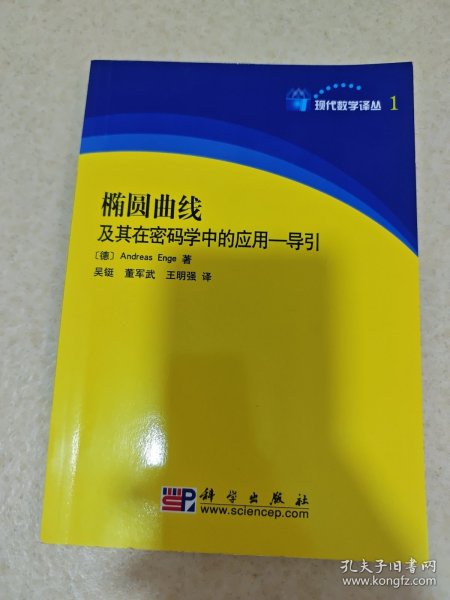 现代数学译丛 1
椭圆曲线
及其在密码学中的应用—导引
〔德〕 Andreas Enge 著
吴铤 董军武 王明强 译
SP 科学出版社
www.sciencep.com
孔夫子旧书网
www.kongfz.com